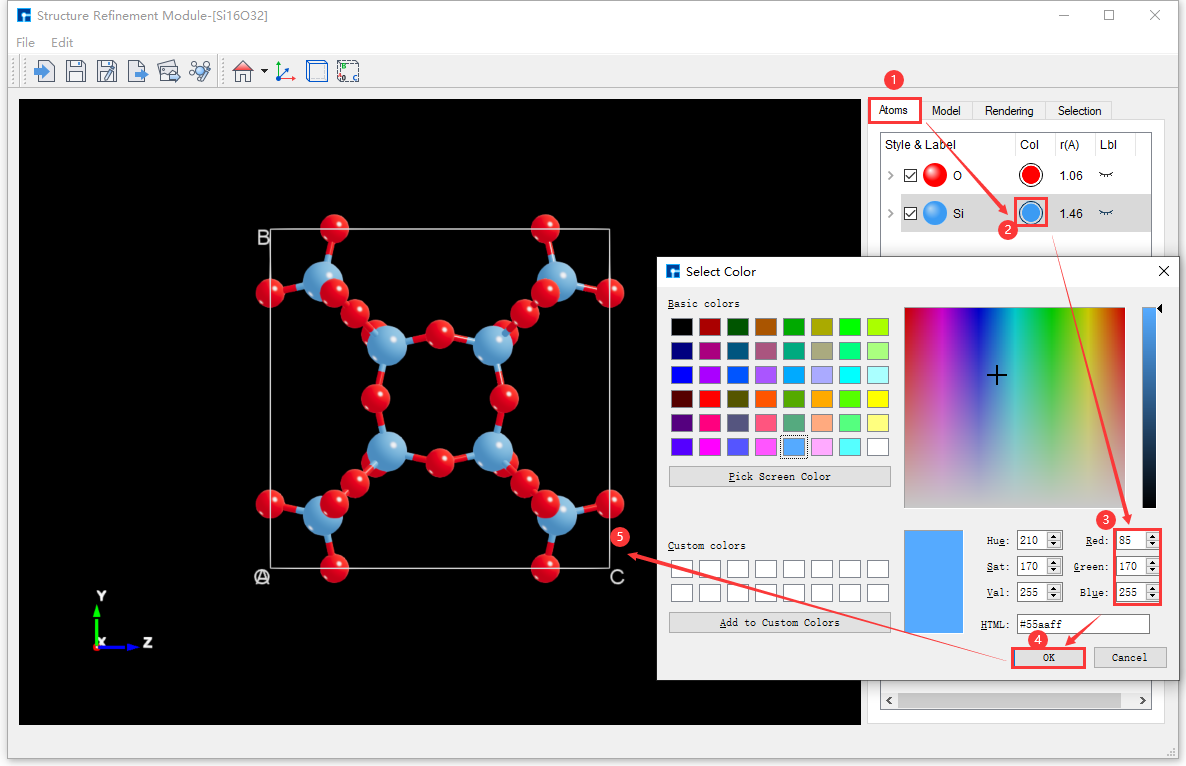 Structure Refinement Module-[Si16O32]
File Edit
1
Atoms Model Rendering Selection
Style & Label Col r(A) Lbl
O 1.06
Si 1.46
2
B
A
C
Y
X
Z
Select Color
Basic colors
Pick Screen Color
Custom colors
Add to Custom Colors
3
Hue: 210 Red: 85
Sat: 170 Green: 170
Val: 255 Blue: 255
HTML: #55aaff
4
OK Cancel
5